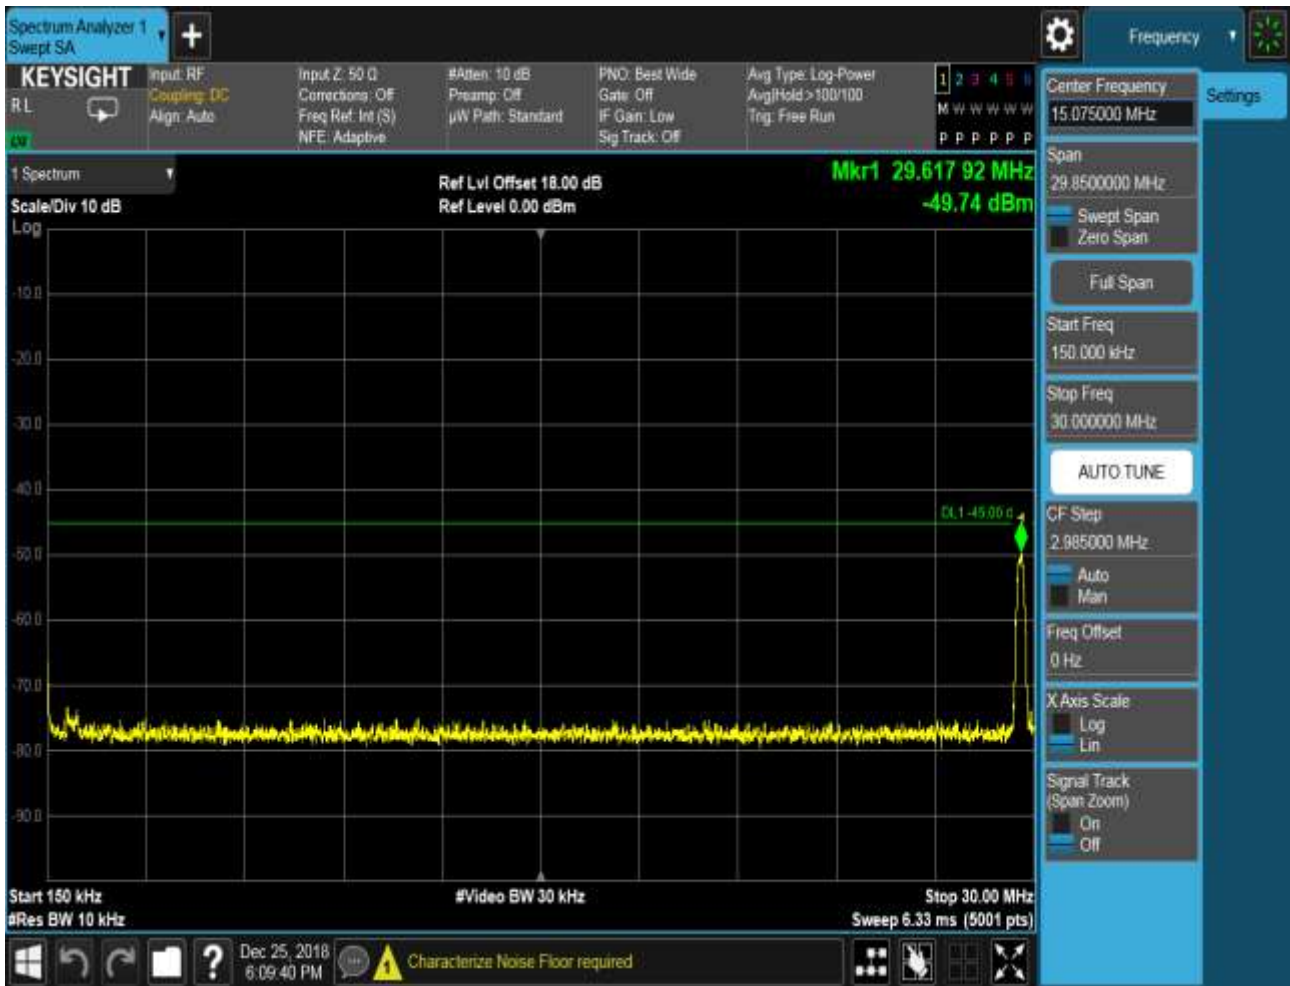 Spectrum Analyzer 1
Swept SA
Frequency
KEYSIGHT
R L
Input: RF
Coupling: DC
Align: Auto
Input Z: 50 Ω
Corrections: Off
Freq Ref: Int (S)
NFE: Adaptive
#Atten: 10 dB
Preamp: Off
µW Path: Standard
PNO: Best Wide
Gate: Off
IF Gain: Low
Sig Track: Off
Avg Type: Log-Power
Avg|Hold:>100/100
Trig: Free Run
1 2 3 4 5 6
M W W W W W
P P P P P P
1 Spectrum
Scale/Div 10 dB
Log
Ref Lvl Offset 18.00 dB
Ref Level 0.00 dBm
Mkr1 29.617 92 MHz
-49.74 dBm
-10.0
-20.0
-30.0
-40.0
-50.0
-60.0
-70.0
-80.0
-90.0
DL1 -45.00 d
Start 150 kHz
#Res BW 10 kHz
#Video BW 30 kHz
Stop 30.00 MHz
Sweep 6.33 ms (5001 pts)
Center Frequency
15.075000 MHz
Settings
Span
29.8500000 MHz
Swept Span
Zero Span
Full Span
Start Freq
150.000 kHz
Stop Freq
30.000000 MHz
AUTO TUNE
CF Step
2.985000 MHz
Auto
Man
Freq Offset
0 Hz
X Axis Scale
Log
Lin
Signal Track
(Span Zoom)
On
Off
?
Dec 25, 2018
6:09:40 PM
1
Characterize Noise Floor required